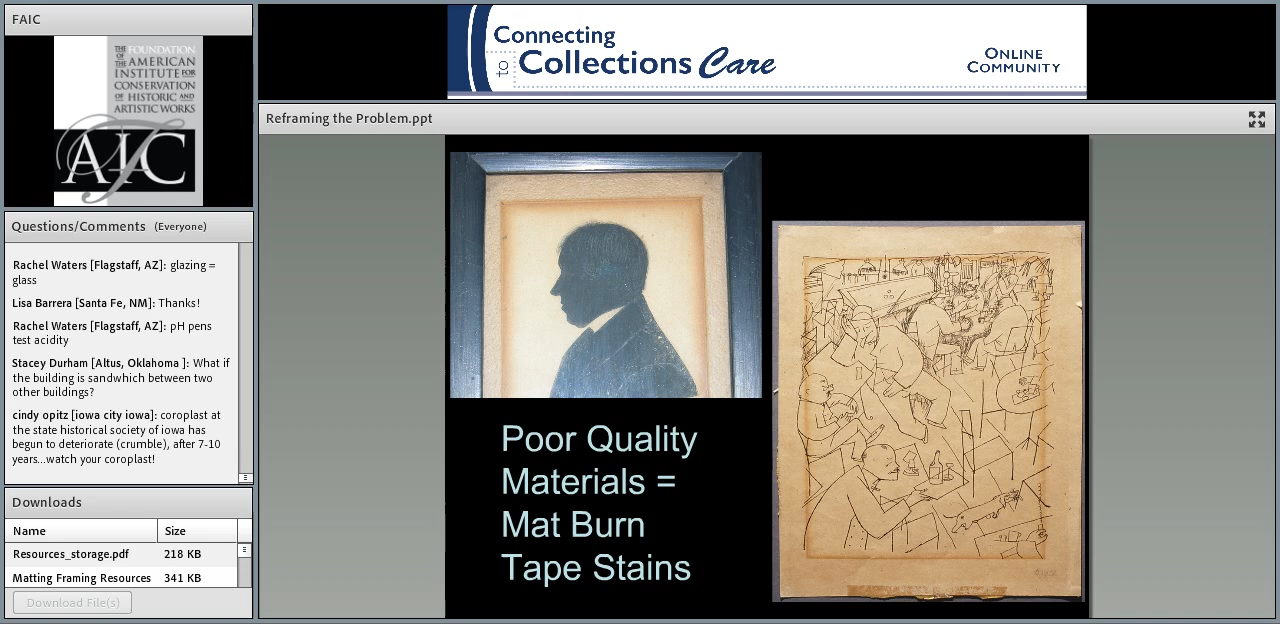 FAIC
THE FOUNDATION
OF THE AMERICAN
INSTITUTE FOR
CONSERVATION
OF HISTORIC AND
ARTISTIC WORKS
FAIC
Questions/Comments (Everyone)
Rachel Waters [Flagstaff, AZ]: glazing =
glass
Lisa Barrera [Santa Fe, NM]: Thanks!
Rachel Waters [Flagstaff, AZ]: pH pens
test acidity
Stacey Durham [Altus, Oklahoma ]: What if
the building is sandwhich between two
other buildings?
cindy opitz [iowa city iowa]: coroplast at
the state historical society of iowa has
begun to deteriorate (crumble), after 7-10
years...watch your coroplast!
Downloads
Name Size
Resources_storage.pdf 218 KB
Matting Framing Resources 341 KB
Download File(s)
Connecting
to Collections Care
ONLINE
COMMUNITY
Reframing the Problem.ppt
Poor Quality
Materials =
Mat Burn
Tape Stains